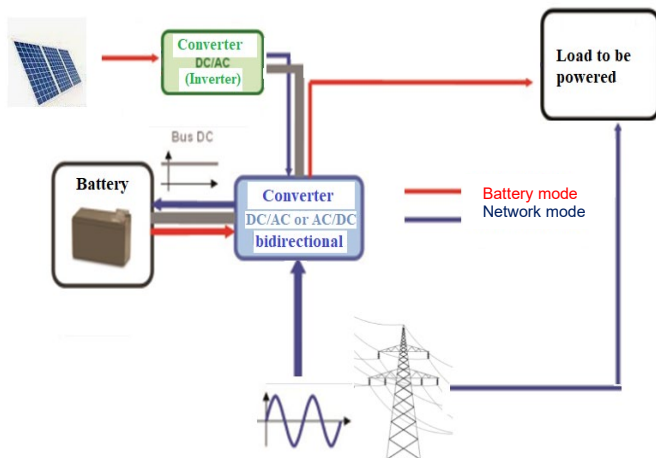 Converter
DC/AC
(Inverter)
Load to be
powered
Bus DC
Battery
Converter
DC/AC or AC/DC
bidirectional
Battery mode
Network mode